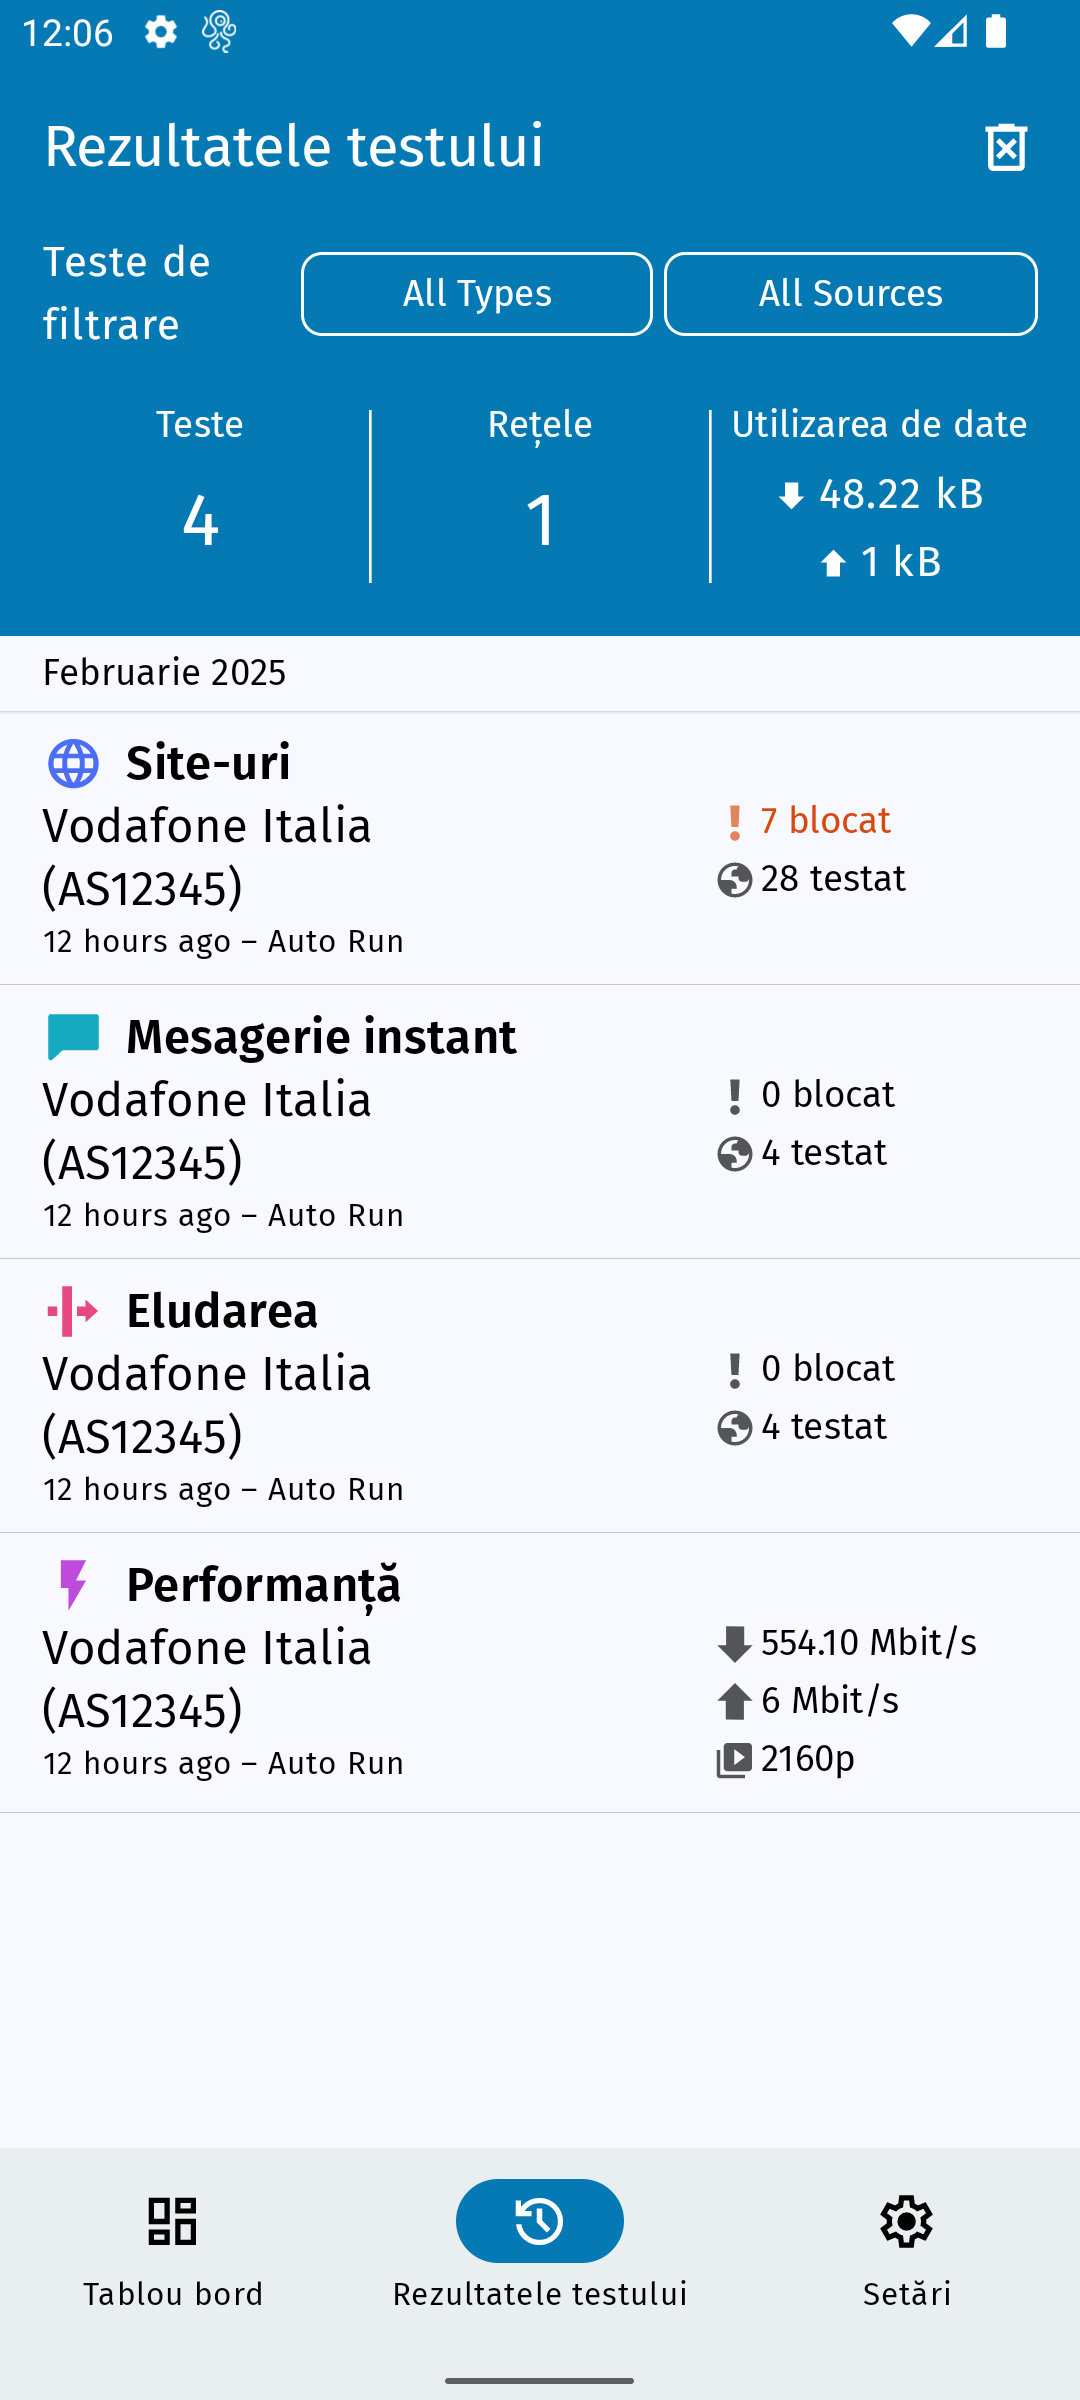 12:06
Rezultatele testului
Teste de
filtrare
All Types
All Sources
Teste
Rețele
Utilizarea de date
4
1
48.22 kB
1 kB
Februarie 2025
Site-uri
Vodafone Italia
(AS12345)
12 hours ago – Auto Run
7 blocat
28 testat
Mesagerie instant
Vodafone Italia
(AS12345)
12 hours ago – Auto Run
0 blocat
4 testat
Eludarea
Vodafone Italia
(AS12345)
12 hours ago – Auto Run
0 blocat
4 testat
Performanță
Vodafone Italia
(AS12345)
12 hours ago – Auto Run
554.10 Mbit/s
6 Mbit/s
2160p
Tablou bord
Rezultatele testului
Setări